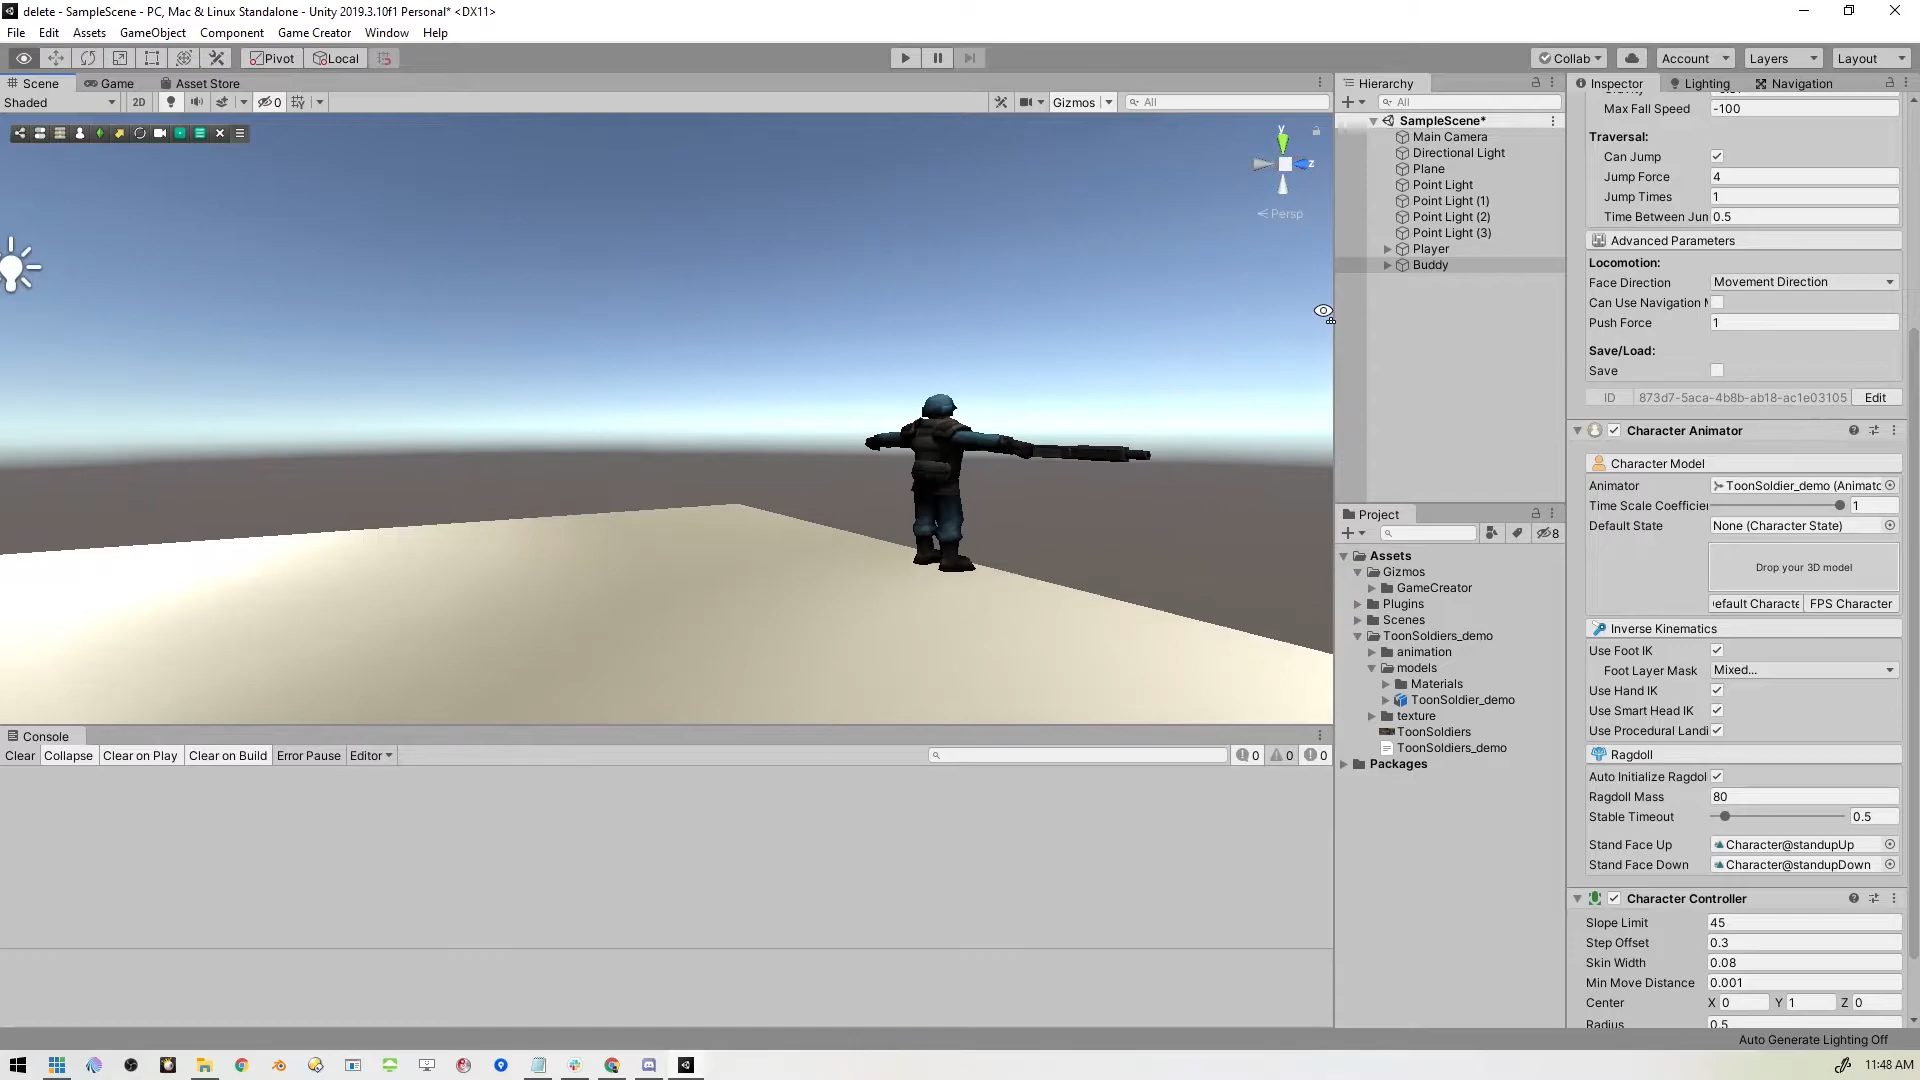 delete - SampleScene - PC, Mac & Linux Standalone - Unity 2019.3.10f1 Personal* <DX11>
File Edit Assets GameObject Component Game Creator Window Help
Pivot Local Collab Account Layers Layout
Scene Game Asset Store
Shaded 2D 0 Gizmos All
y
z
Persp
Hierarchy
All
SampleScene*
Main Camera
Directional Light
Plane
Point Light
Point Light (1)
Point Light (2)
Point Light (3)
Player
Buddy
Project
8
Assets
Gizmos
GameCreator
Plugins
Scenes
ToonSoldiers_demo
animation
models
Materials
ToonSoldier_demo
texture
ToonSoldiers
ToonSoldiers_demo
Packages
Console
Clear Collapse Clear on Play Clear on Build Error Pause Editor 0 0 0
Inspector Lighting Navigation
Max Fall Speed -100
Traversal:
Can Jump
Jump Force 4
Jump Times 1
Time Between Jun 0.5
Advanced Parameters
Locomotion:
Face Direction Movement Direction
Can Use Navigation
Push Force 1
Save/Load:
Save
ID 873d7-5aca-4b8b-ab18-ac1e03105 Edit
Character Animator
Character Model
Animator ToonSoldier_demo (Animatc
Time Scale Coefficier 1
Default State None (Character State)
Drop your 3D model
efault Characte FPS Character
Inverse Kinematics
Use Foot IK
Foot Layer Mask Mixed...
Use Hand IK
Use Smart Head IK
Use Procedural Landi
Ragdoll
Auto Initialize Ragdol
Ragdoll Mass 80
Stable Timeout 0.5
Stand Face Up Character@standupUp
Stand Face Down Character@standupDown
Character Controller
Slope Limit 45
Step Offset 0.3
Skin Width 0.08
Min Move Distance 0.001
Center X 0 Y 1 Z 0
Radius 0.5
Auto Generate Lighting Off
11:48 AM